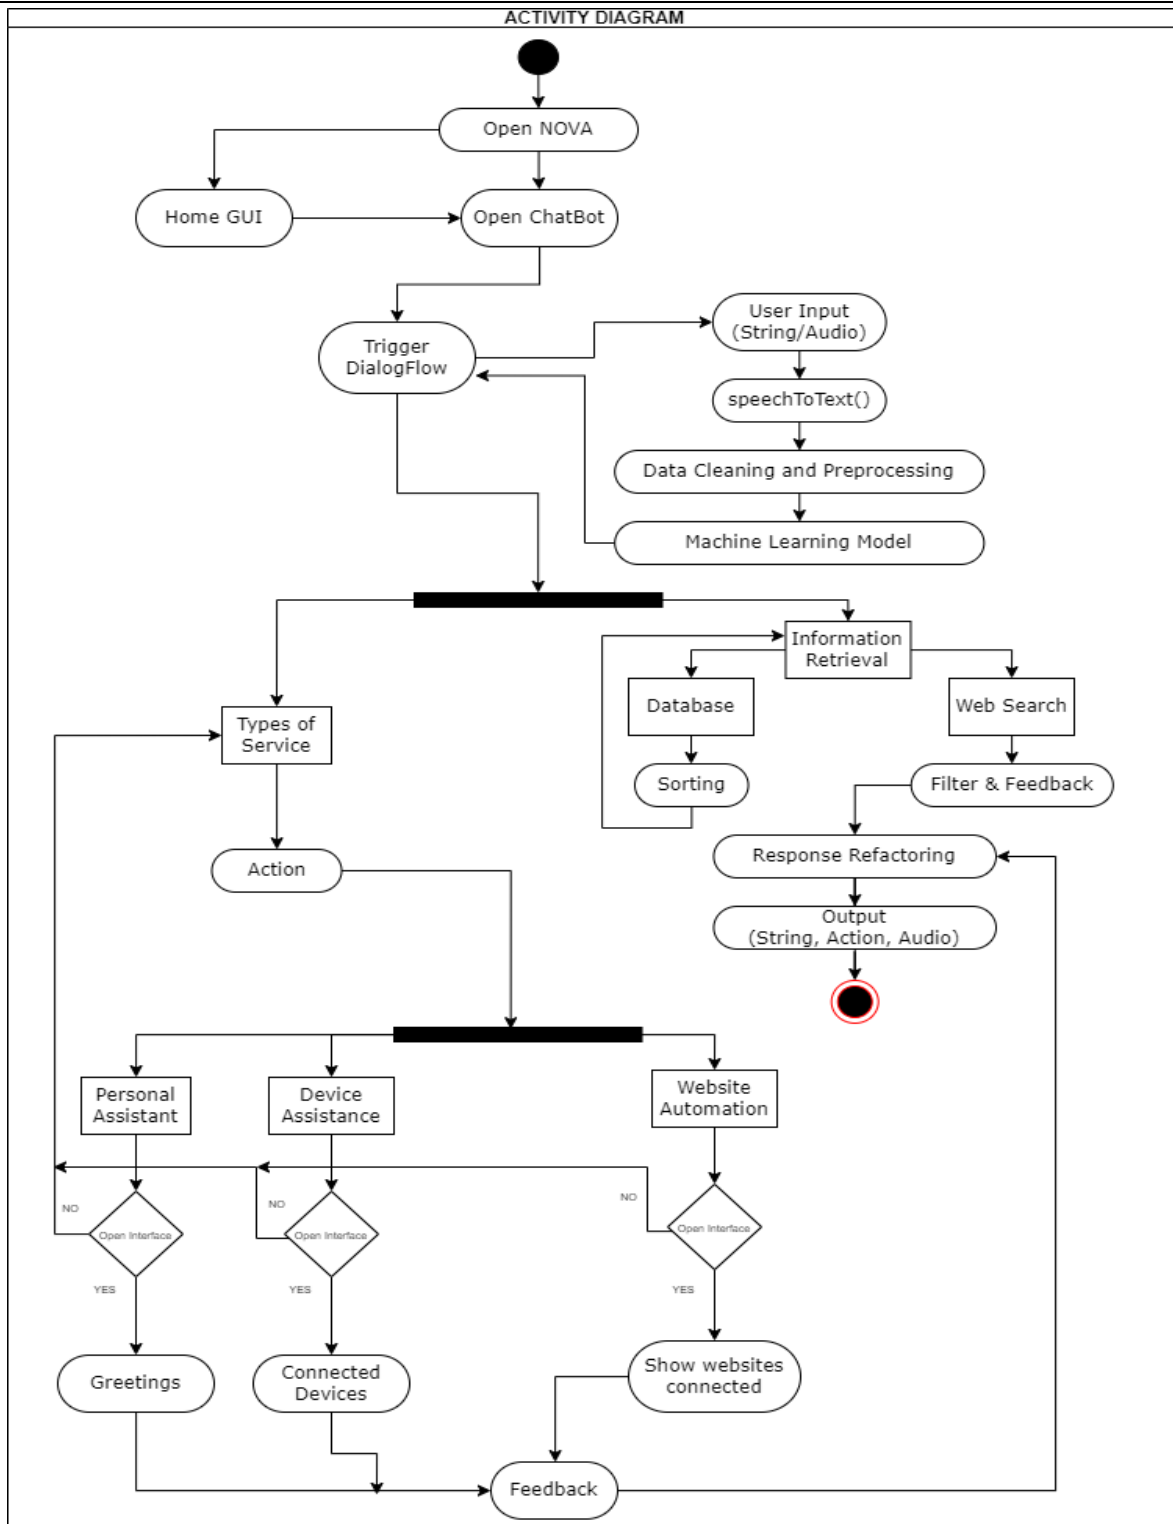 ACTIVITY DIAGRAM
Open NOVA
Home GUI
Open ChatBot
User Input
(String/Audio)
Trigger
DialogFlow
speechToText()
Data Cleaning and Preprocessing
Machine Learning Model
Information
Retrieval
Database
Web Search
Types of
Service
Sorting
Filter & Feedback
Response Refactoring
Action
Output
(String, Action, Audio)
Personal
Assistant
Device
Assistance
Website
Automation
NO
NO
NO
Open Interface
Open Interface
Open Interface
YES
YES
YES
Greetings
Connected
Devices
Show websites
connected
Feedback